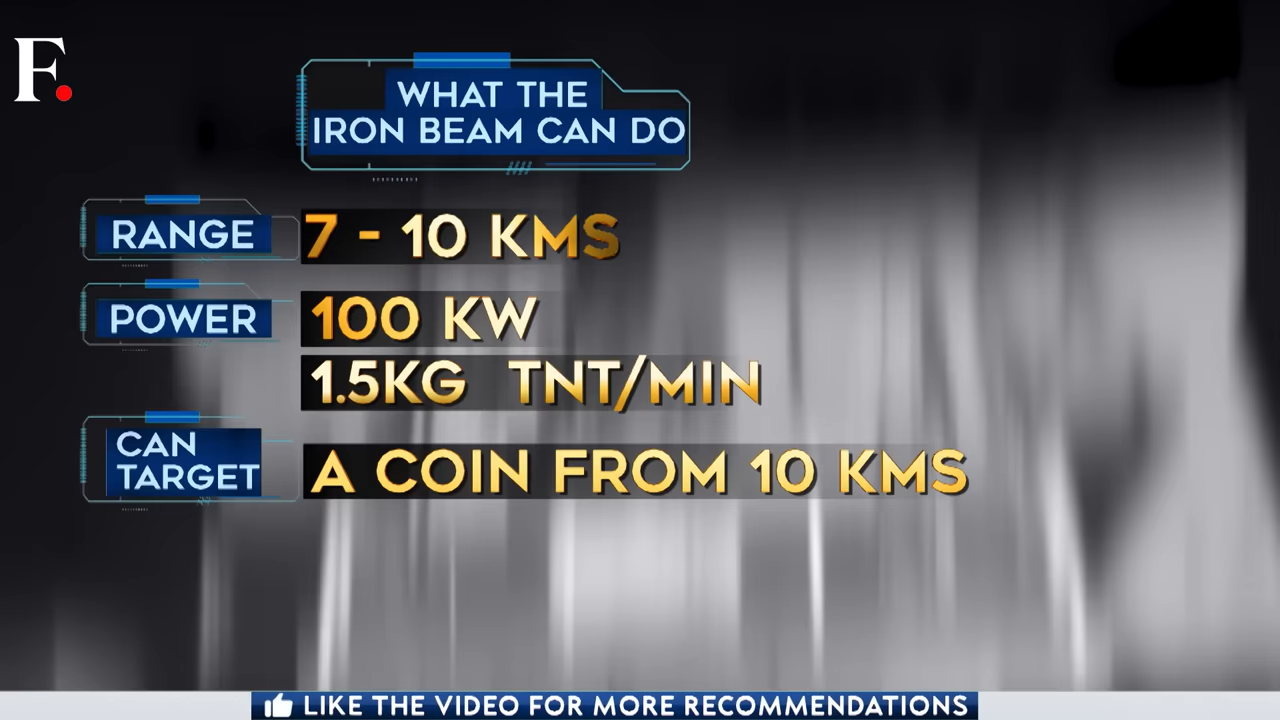 F.
WHAT THE
IRON BEAM CAN DO
RANGE
7 - 10 KMS
POWER
100 KW
1.5KG TNT/MIN
CAN
TARGET
A COIN FROM 10 KMS
LIKE THE VIDEO FOR MORE RECOMMENDATIONS